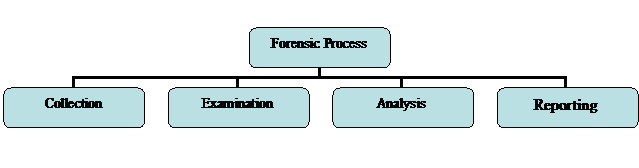 Forensic Process
Collection
Examination
Analysis
Reporting